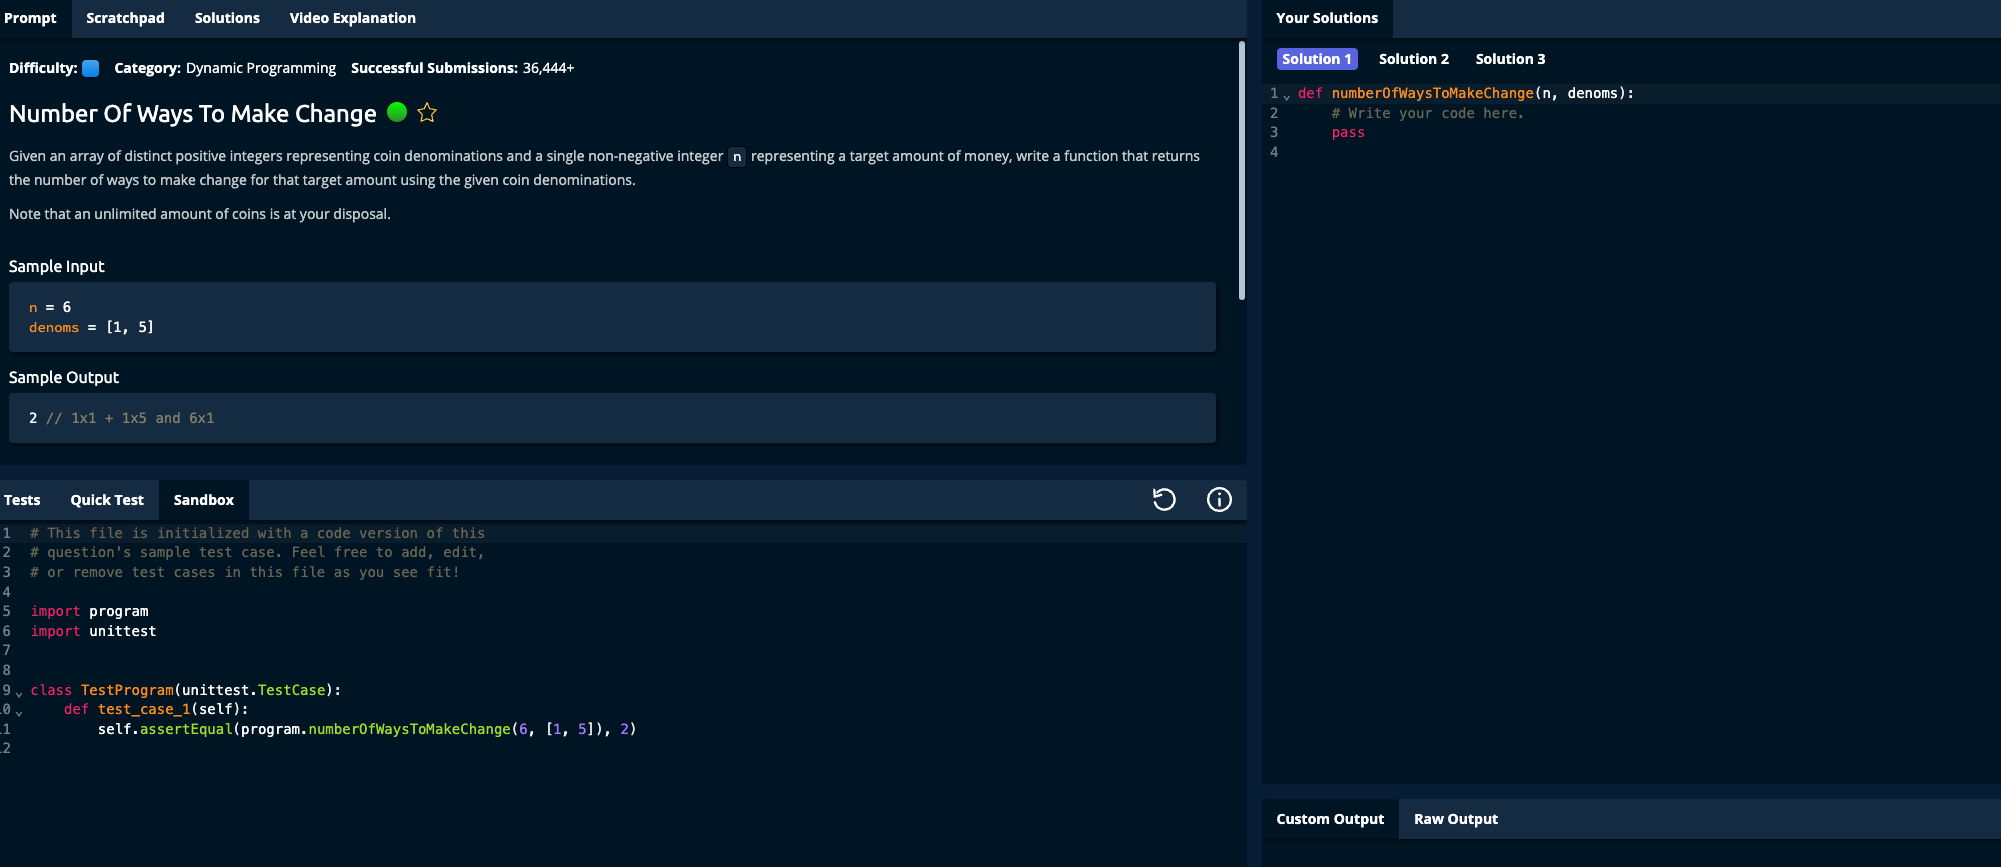 Prompt Scratchpad Solutions Video Explanation
Difficulty: Category: Dynamic Programming Successful Submissions: 36,444+
Number Of Ways To Make Change
Given an array of distinct positive integers representing coin denominations and a single non-negative integer n representing a target amount of money, write a function that returns
the number of ways to make change for that target amount using the given coin denominations.
Note that an unlimited amount of coins is at your disposal.
Sample Input
n = 6
denoms = [1, 5]
Sample Output
2 // 1x1 + 1x5 and 6x1
Tests Quick Test Sandbox
1 # This file is initialized with a code version of this
2 # question's sample test case. Feel free to add, edit,
3 # or remove test cases in this file as you see fit!
4
5 import program
6 import unittest
7
8
9 class TestProgram(unittest.TestCase):
10 def test_case_1(self):
11 self.assertEqual(program.numberOfWaysToMakeChange(6, [1, 5]), 2)
12
Your Solutions
Solution 1 Solution 2 Solution 3
1 def numberOfWaysToMakeChange(n, denoms):
2 # Write your code here.
3 pass
4
Custom Output Raw Output